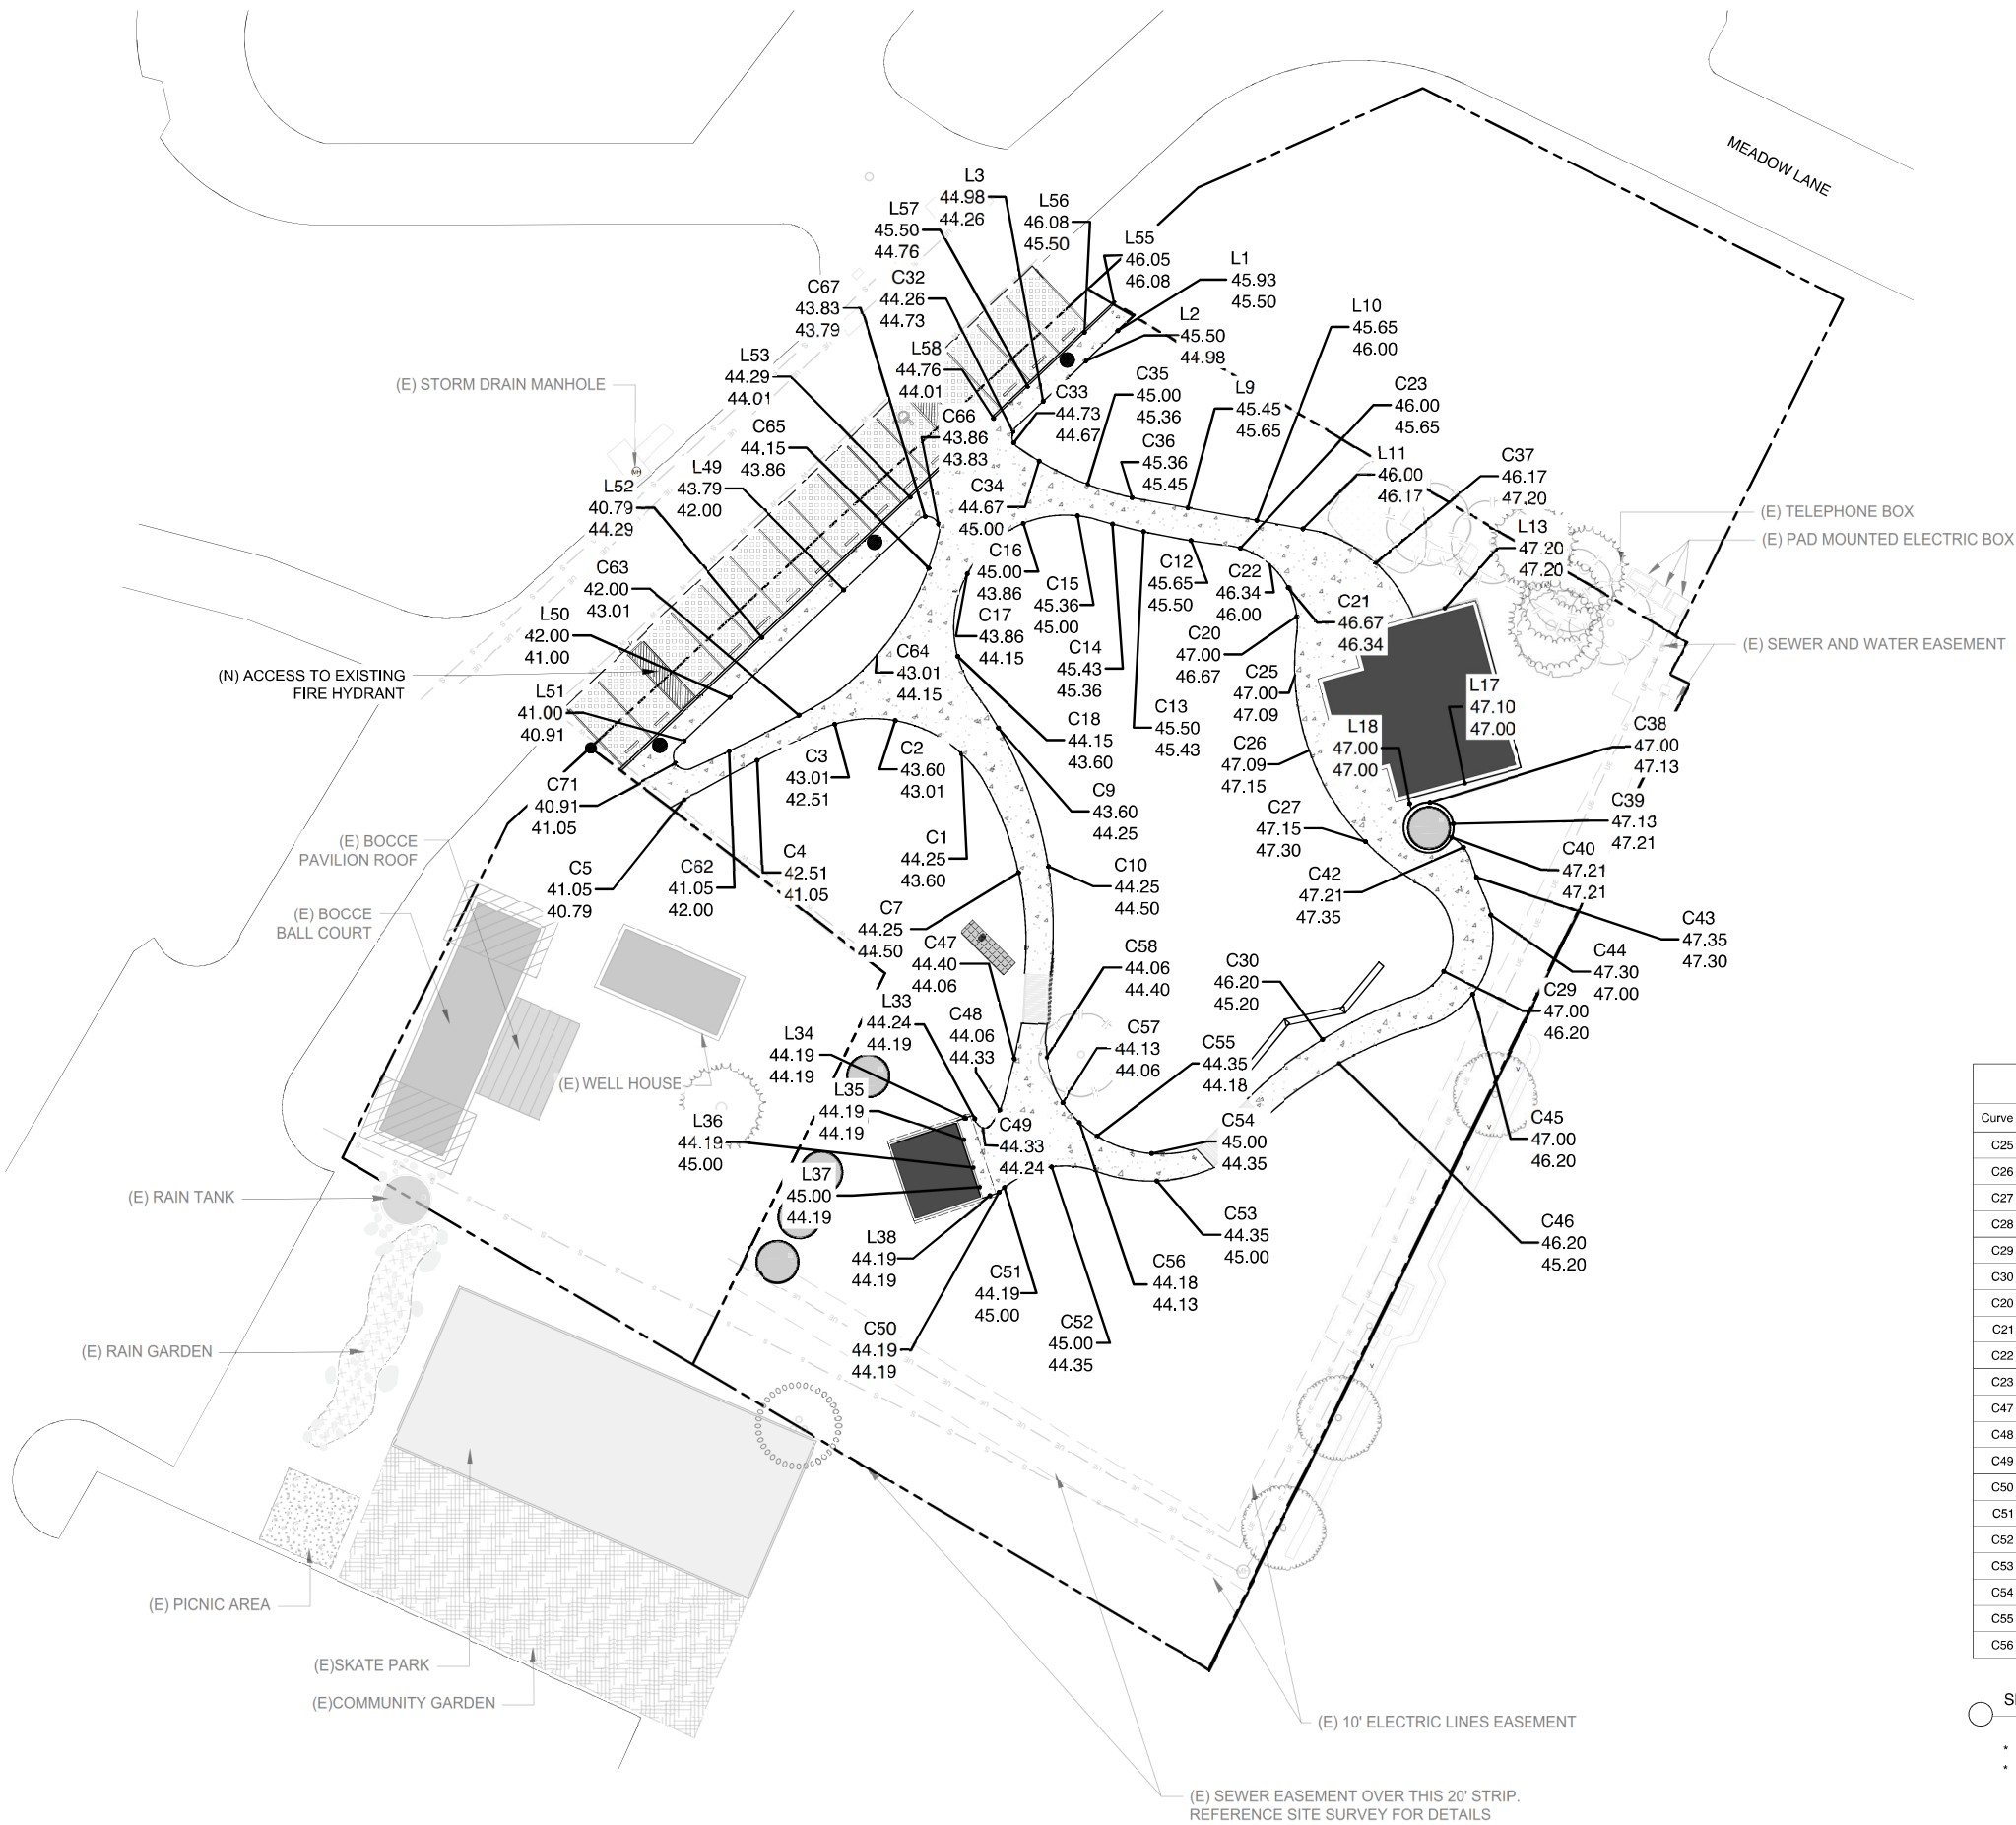 MEADOW LANE
L3
44.98
44.26
L56
46.08
45.50
L57
45.50
44.76
L55
46.05
46.08
L1
45.93
45.50
C67
43.83
43.79
C32
44.26
44.73
L2
45.50
44.98
L10
45.65
46.00
L53
44.29
44.01
L58
44.76
44.01
(E) STORM DRAIN MANHOLE
C33
44.73
44.67
C35
45.00
45.36
L9
45.45
45.65
C23
46.00
45.65
C65
44.15
43.86
C66
43.86
43.83
C36
45.36
45.45
L11
46.00
46.17
C37
46.17
47.20
L49
43.79
42.00
L52
40.79
44.29
C34
44.67
45.00
L13
47.20
47.20
(E) TELEPHONE BOX
(E) PAD MOUNTED ELECTRIC BOX
C63
42.00
43.01
C16
45.00
43.86
C15
45.36
45.00
C12
45.65
45.50
C22
46.34
46.00
C21
46.67
46.34
L50
42.00
41.00
C17
43.86
44.15
C14
45.43
45.36
C20
47.00
46.67
(E) SEWER AND WATER EASEMENT
(N) ACCESS TO EXISTING
FIRE HYDRANT
C64
43.01
44.15
C25
47.00
47.09
L17
47.10
47.00
L51
41.00
40.91
C18
44.15
43.60
C13
45.50
45.43
L18
47.00
47.00
C38
47.00
47.13
C3
43.01
42.51
C2
43.60
43.01
C26
47.09
47.15
C71
40.91
41.05
C9
43.60
44.25
C27
47.15
47.30
C39
47.13
47.21
(E) BOCCE
PAVILION ROOF
C5
41.05
40.79
C62
41.05
42.00
C4
42.51
41.05
C1
44.25
43.60
C10
44.25
44.50
C42
47.21
47.35
C40
47.21
47.21
(E) BOCCE
BALL COURT
C7
44.25
44.50
C43
47.35
47.30
C47
44.40
44.06
C58
44.06
44.40
C30
46.20
45.20
C44
47.30
47.00
L33
44.24
44.19
C48
44.06
44.33
C57
44.13
44.06
C29
47.00
46.20
L34
44.19
44.19
C55
44.35
44.18
(E) WELL HOUSE
L35
44.19
44.19
L36
44.19
45.00
C49
44.33
44.24
C54
45.00
44.35
C45
47.00
46.20
(E) RAIN TANK
L37
45.00
44.19
C53
44.35
45.00
C46
46.20
45.20
L38
44.19
44.19
C51
44.19
45.00
C56
44.18
44.13
C50
44.19
44.19
C52
45.00
44.35
(E) RAIN GARDEN
(E) PICNIC AREA
(E)SKATE PARK
(E)COMMUNITY GARDEN
(E) 10' ELECTRIC LINES EASEMENT
(E) SEWER EASEMENT OVER THIS 20' STRIP.
REFERENCE SITE SURVEY FOR DETAILS
Curve
C25
C26
C27
C28
C29
C30
C20
C21
C22
C23
C47
C48
C49
C50
C51
C52
C53
C54
C55
C56
*
*